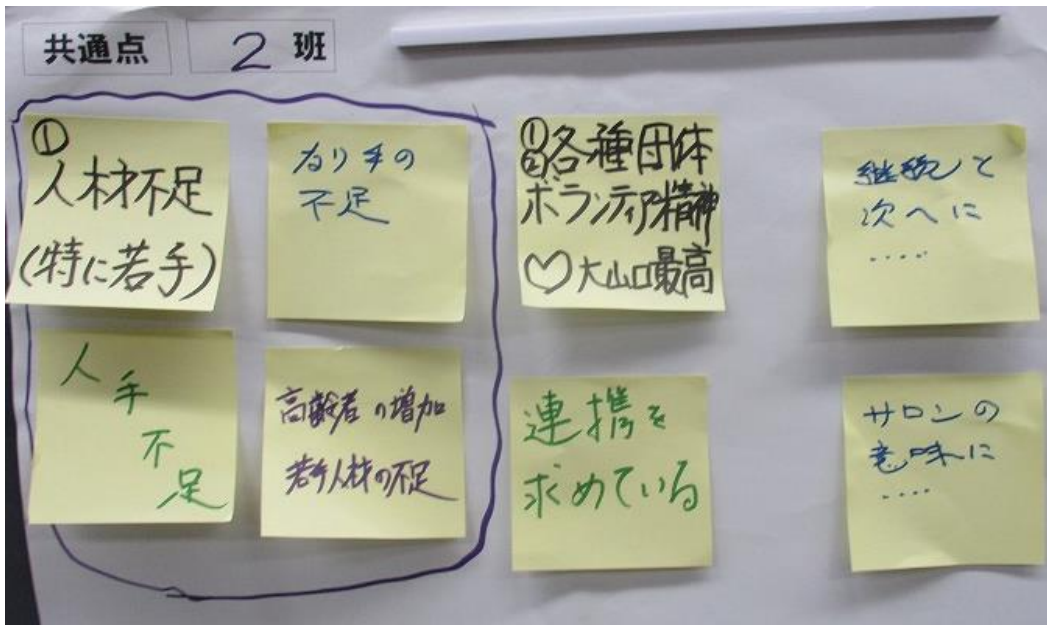 共通点 2 班
①
人材不足
(特に若手)
なり手の
不足
人
手
不
足
高齢者の増加
若手人材の不足
①
②各種団体
ボランティア精神
♡大山口最高
連携を
求めている
継続して
次へに
....
サロンの
意味に
....